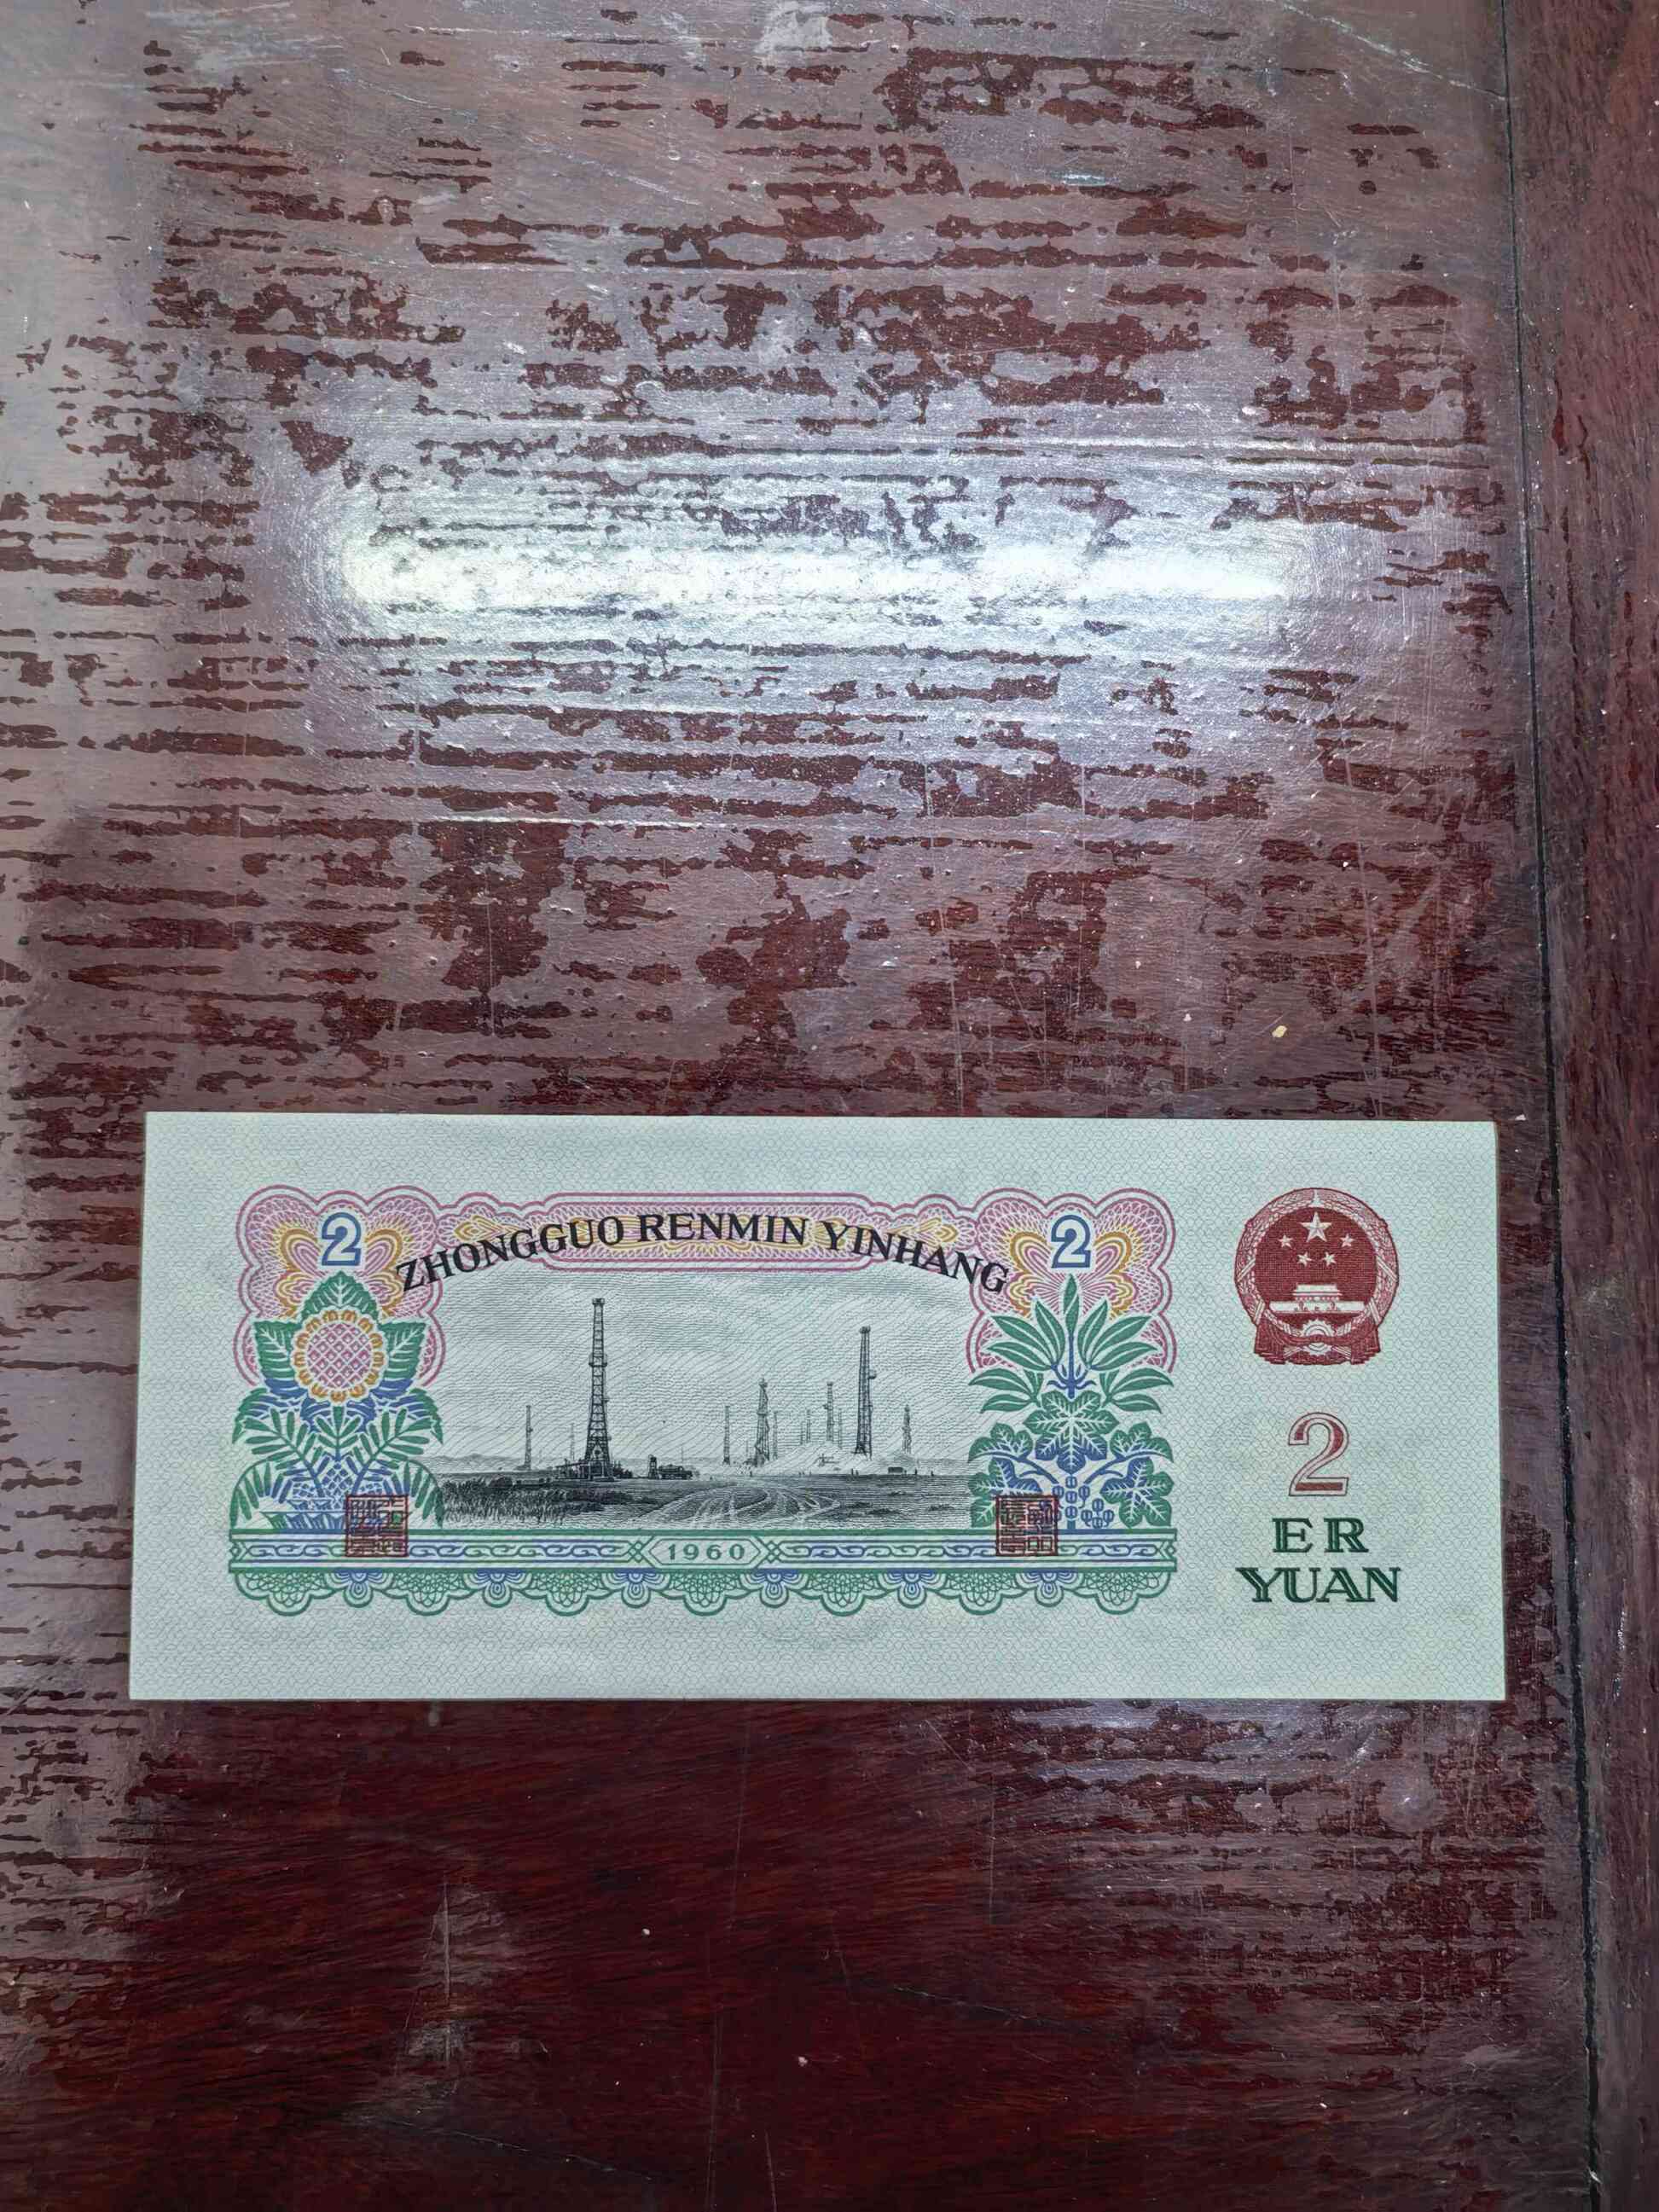 2
ZHONGGUO RENMIN YINHANG
2
1960
2
ER
YUAN